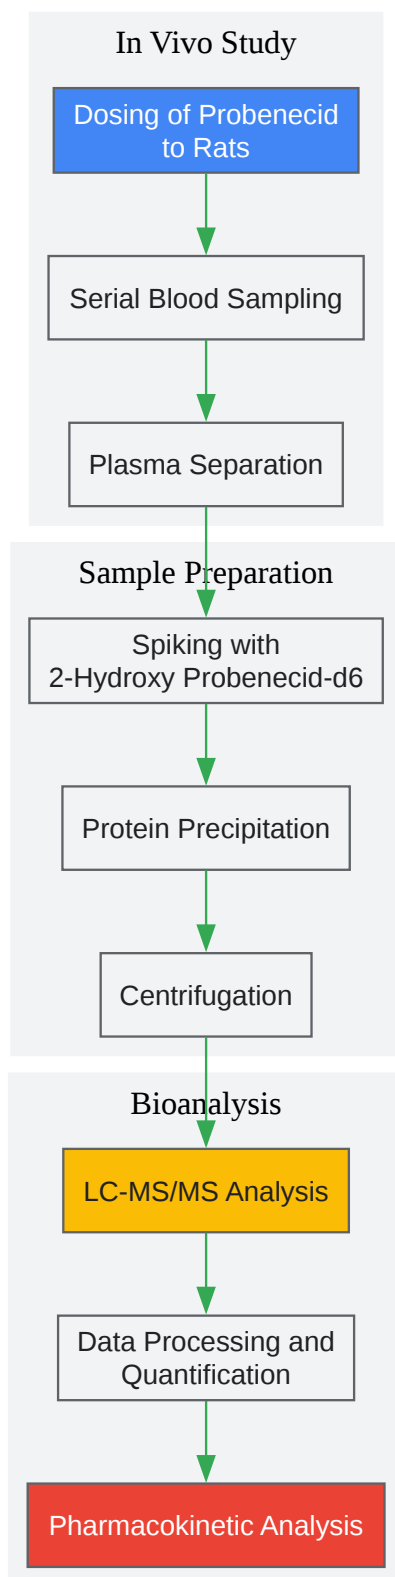 In Vivo Study
Dosing of Probenecid
to Rats
Serial Blood Sampling
Plasma Separation
Sample Preparation
Spiking with
2-Hydroxy Probenecid-d6
Protein Precipitation
Centrifugation
Bioanalysis
LC-MS/MS Analysis
Data Processing and
Quantification
Pharmacokinetic Analysis